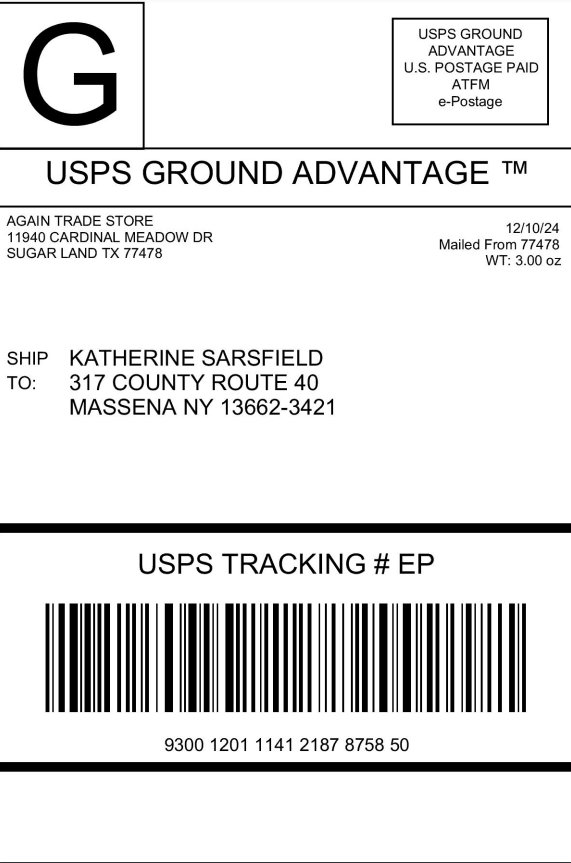 G
USPS GROUND
ADVANTAGE
U.S. POSTAGE PAID
ATFM
e-Postage
USPS GROUND ADVANTAGE ™
AGAIN TRADE STORE
11940 CARDINAL MEADOW DR
SUGAR LAND TX 77478
12/10/24
Mailed From 77478
WT: 3.00 oz
SHIP TO:
KATHERINE SARSFIELD
317 COUNTY ROUTE 40
MASSENA NY 13662-3421
USPS TRACKING # EP
9300 1201 1141 2187 8758 50